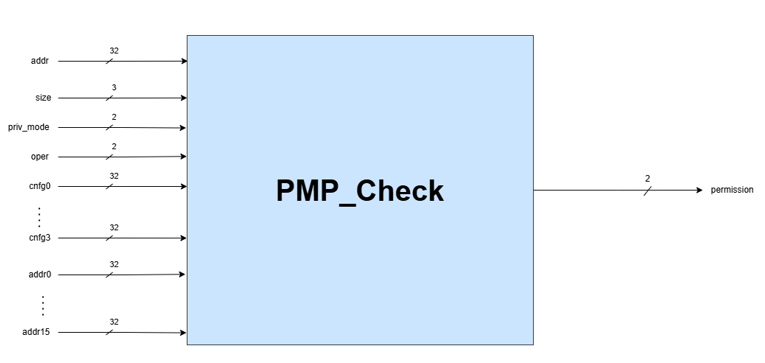 addr
32
size
3
priv_mode
2
oper
2
cnfg0
32
cnfg3
32
addr0
32
addr15
32
PMP_Check
2
permission